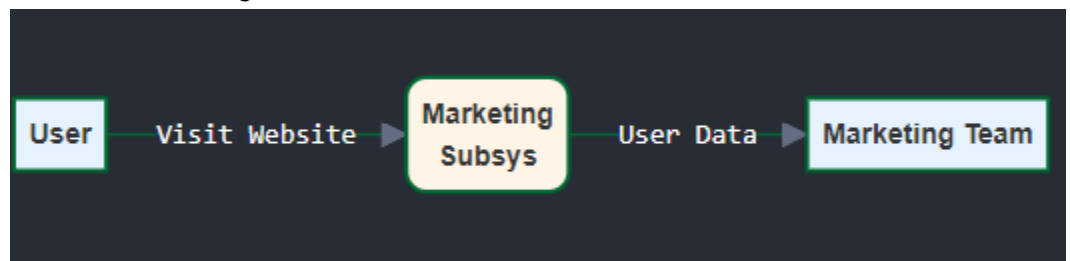 User
Visit Website
Marketing
Subsys
User Data
Marketing Team